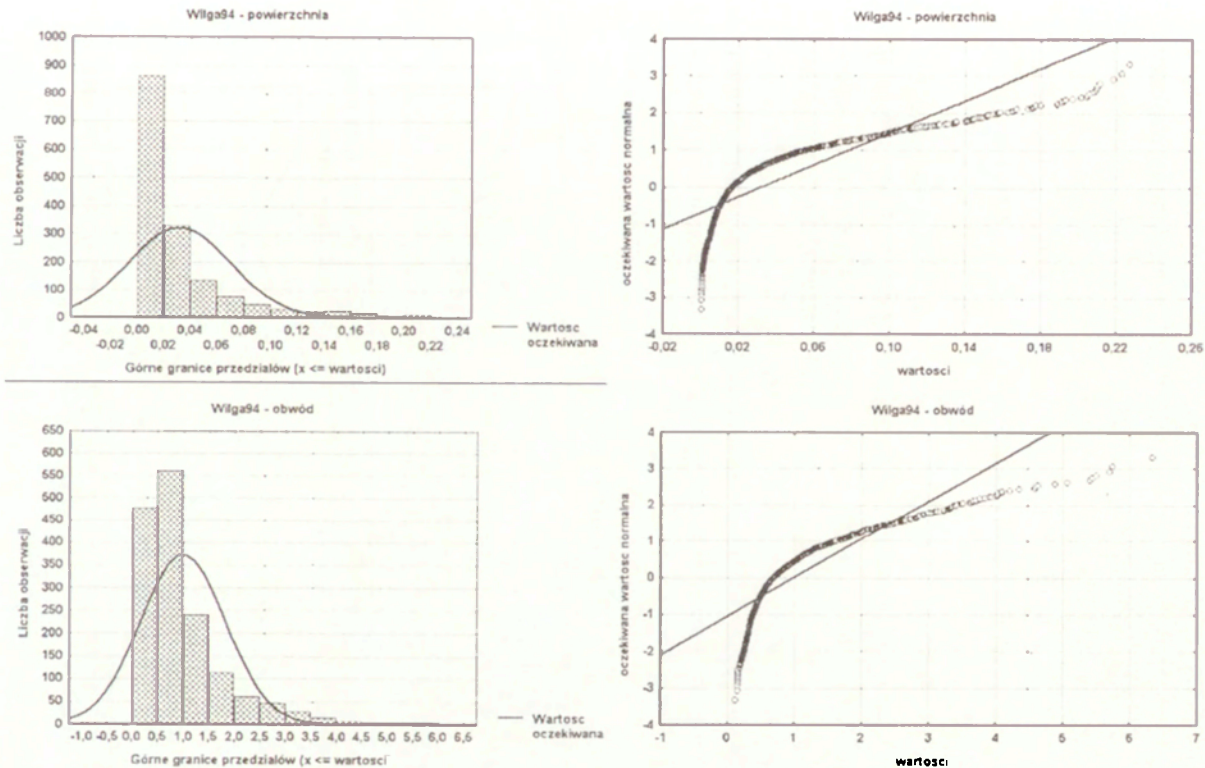 Wilga94 - powierzchnia
Liczba obserwacji
1000
900
800
700
600
500
400
300
200
100
0
-0,04 0,00 0,04 0,08 0,12 0,16 0,20 0,24
-0,02 0,02 0,06 0,10 0,14 0,18 0,22
Górne granice przedziałów (x <= wartosci)
Wartosc
oczekiwana
Wilga94 - powierzchnia
oczekiwana wartosc normalna
4
3
2
1
0
-1
-2
-3
-4
-0,02 0,02 0,06 0,10 0,14 0,18 0,22 0,26
wartosci
Wilga94 - obwód
Liczba obserwacji
650
600
550
500
450
400
350
300
250
200
150
100
50
0
-1,0 -0,5 0,0 0,5 1,0 1,5 2,0 2,5 3,0 3,5 4,0 4,5 5,0 5,5 6,0 6,5
Górne granice przedziałów (x <= wartosci
Wartosc
oczekiwana
Wilga94 - obwód
oczekiwana wartosc normalna
4
3
2
1
0
-1
-2
-3
-4
-1 0 1 2 3 4 5 6 7
wartosci